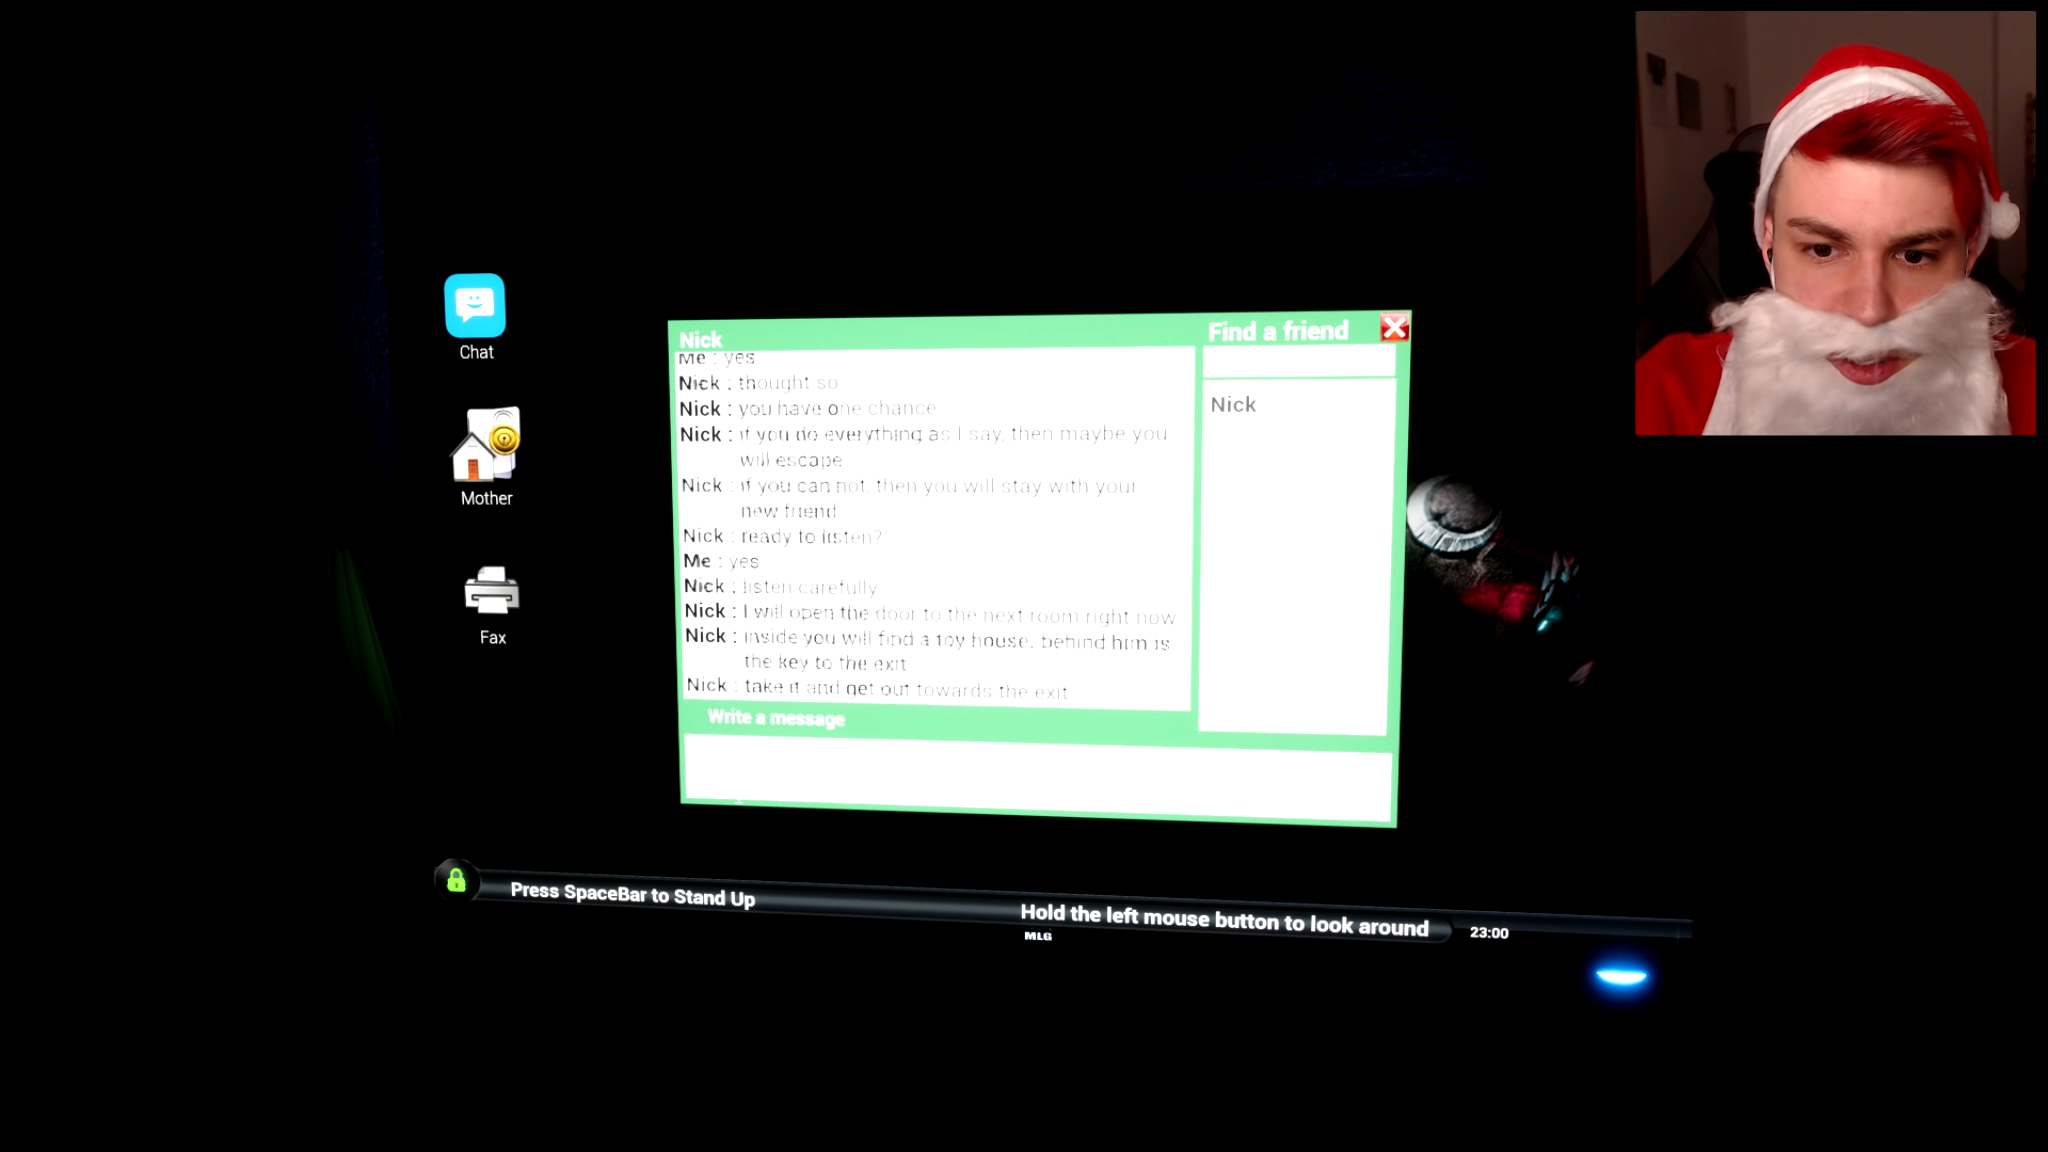 Nick
Find a friend
Me : yes
Nick : thought so
Nick : you have one chance
Nick : if you do everything as I say, then maybe you
will escape
Nick : if you can not, then you will stay with your
new friend
Nick : ready to listen?
Me : yes
Nick : listen carefully
Nick : I will open the door to the next room right now
Nick : inside you will find a toy house, behind him is
the key to the exit
Nick : take it and get out towards the exit
Nick
Write a message
Chat
Mother
Fax
Press SpaceBar to Stand Up
Hold the left mouse button to look around
23:00
MLG